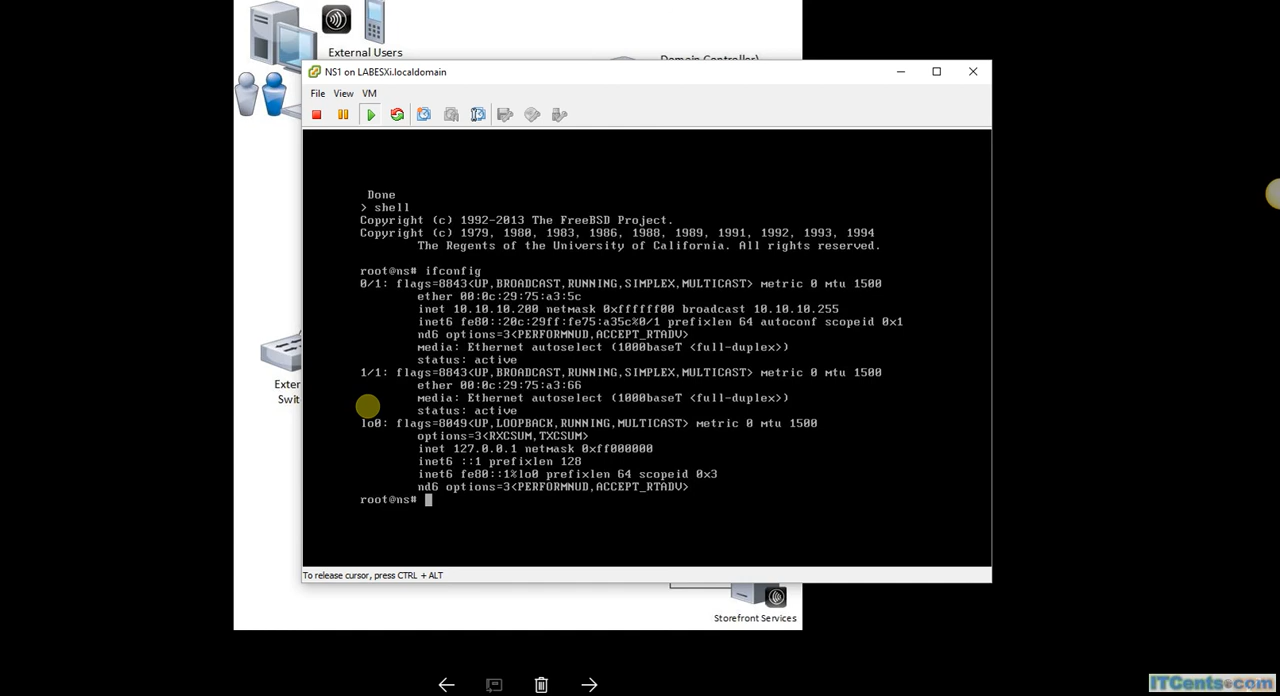 External Users
Domain Controller)
NS1 on LABESXi.localdomain
File View VM
Done
> shell
Copyright (c) 1992-2013 The FreeBSD Project.
Copyright (c) 1979, 1980, 1983, 1986, 1988, 1989, 1991, 1992, 1993, 1994
The Regents of the University of California. All rights reserved.
root@ns# ifconfig
0/1: flags=8843<UP,BROADCAST,RUNNING,SIMPLEX,MULTICAST> metric 0 mtu 1500
ether 00:0c:29:75:a3:5c
inet 10.10.10.200 netmask 0xffffff00 broadcast 10.10.10.255
inet6 fe80::20c:29ff:fe75:a35c%0/1 prefixlen 64 autoconf scopeid 0x1
nd6 options=3<PERFORMNUD,ACCEPT_RTADV>
media: Ethernet autoselect (1000baseT <full-duplex>)
status: active
1/1: flags=8843<UP,BROADCAST,RUNNING,SIMPLEX,MULTICAST> metric 0 mtu 1500
ether 00:0c:29:75:a3:66
media: Ethernet autoselect (1000baseT <full-duplex>)
status: active
lo0: flags=8049<UP,LOOPBACK,RUNNING,MULTICAST> metric 0 mtu 1500
options=3<RXCSUM,TXCSUM>
inet 127.0.0.1 netmask 0xff000000
inet6 ::1 prefixlen 128
inet6 fe80::1%lo0 prefixlen 64 scopeid 0x3
nd6 options=3<PERFORMNUD,ACCEPT_RTADV>
root@ns#
Exter
Swit
To release cursor, press CTRL + ALT
Storefront Services
ITCents.com